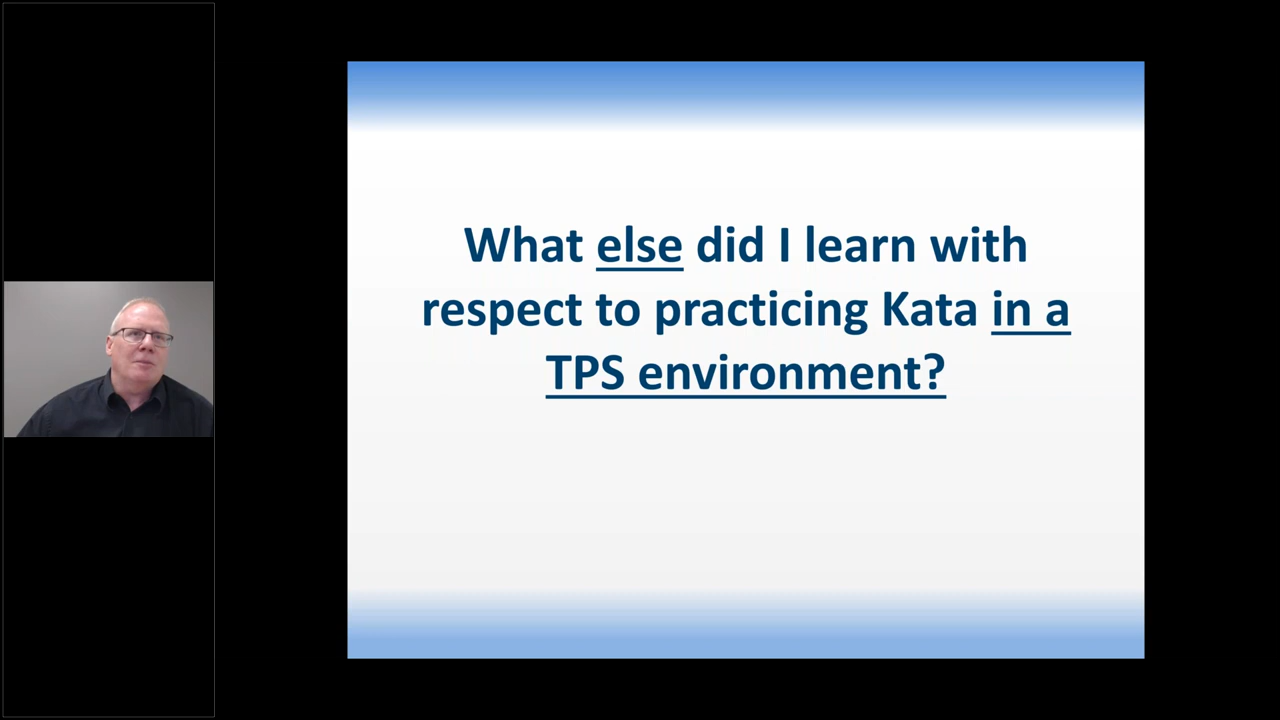 What else did I learn with
respect to practicing Kata in a
TPS environment?